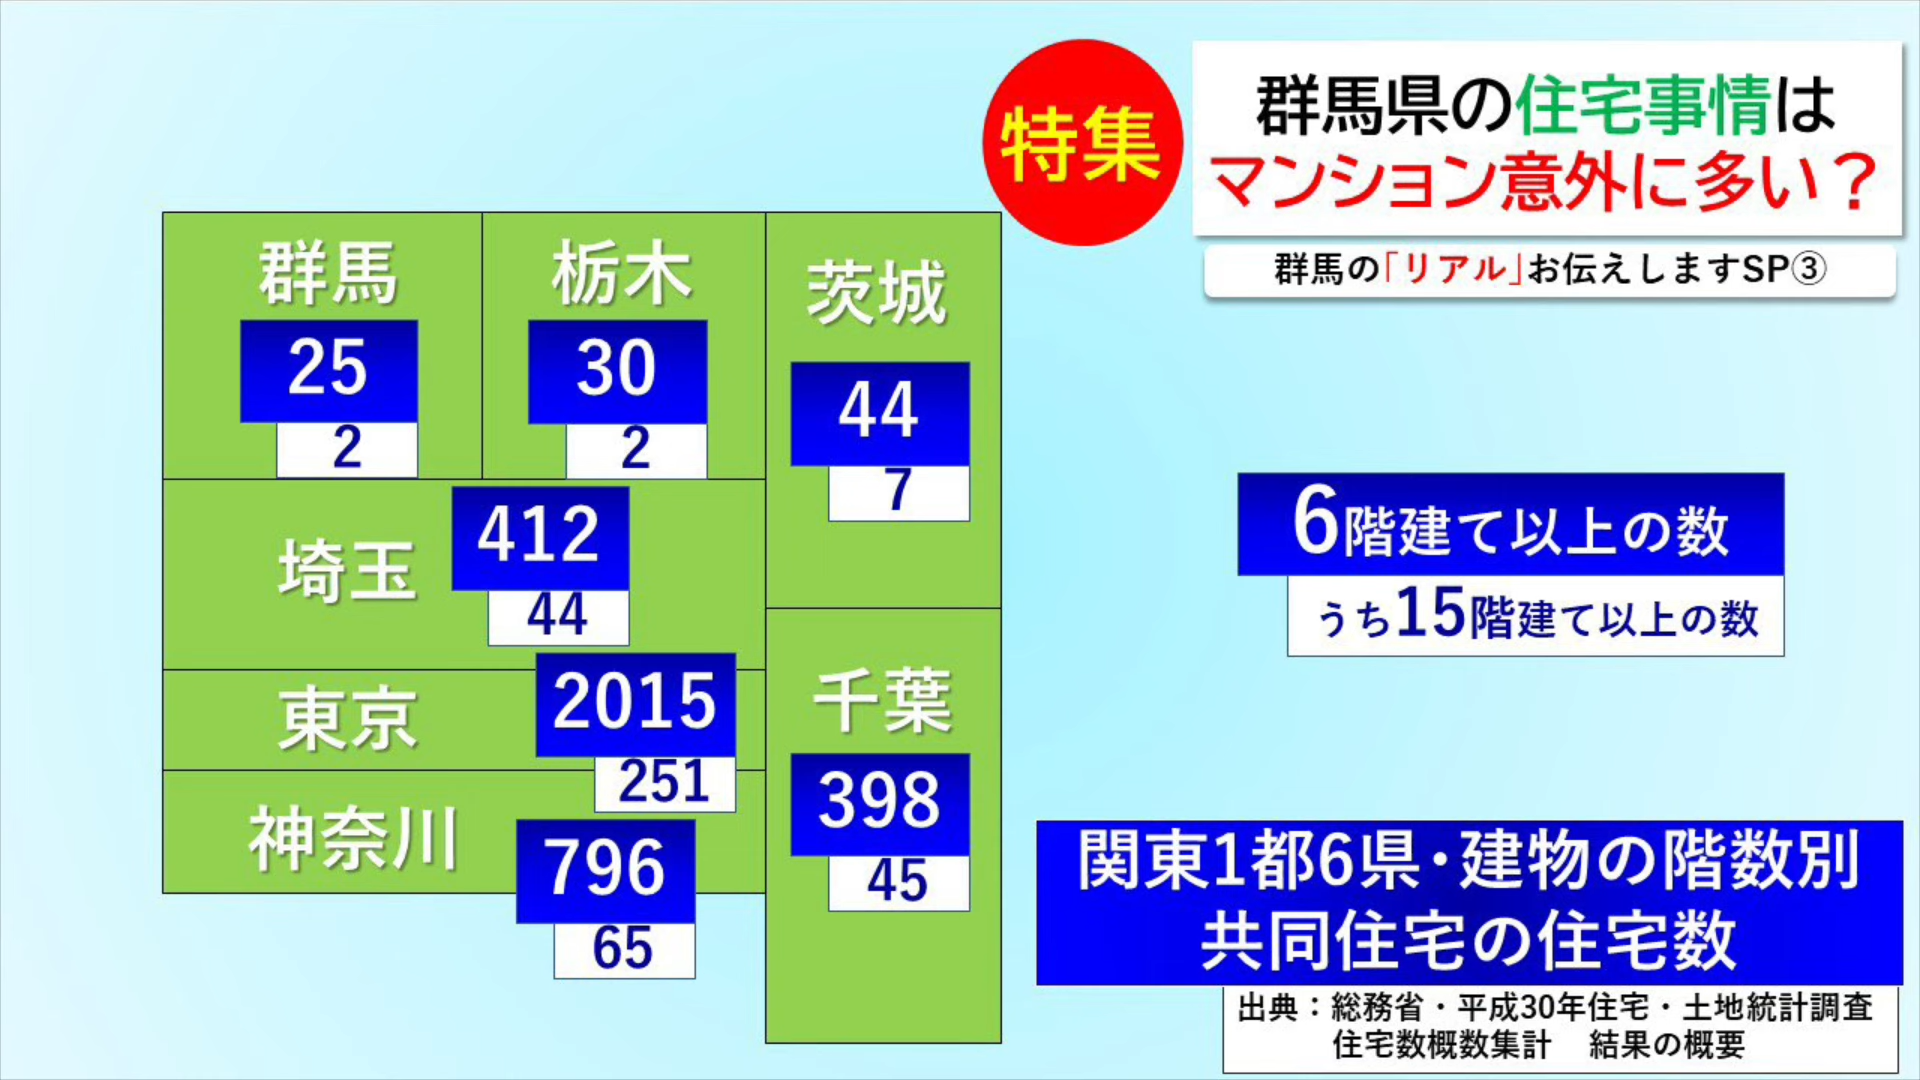 特集
群馬県の住宅事情は
マンション意外に多い？
群馬の「リアル」お伝えしますSP③
群馬
25
2
栃木
30
2
茨城
44
7
埼玉
412
44
東京
2015
251
神奈川
796
65
千葉
398
45
6階建て以上の数
うち15階建て以上の数
関東1都6県・建物の階数別
共同住宅の住宅数
出典：総務省・平成30年住宅・土地統計調査
住宅数概数集計　結果の概要